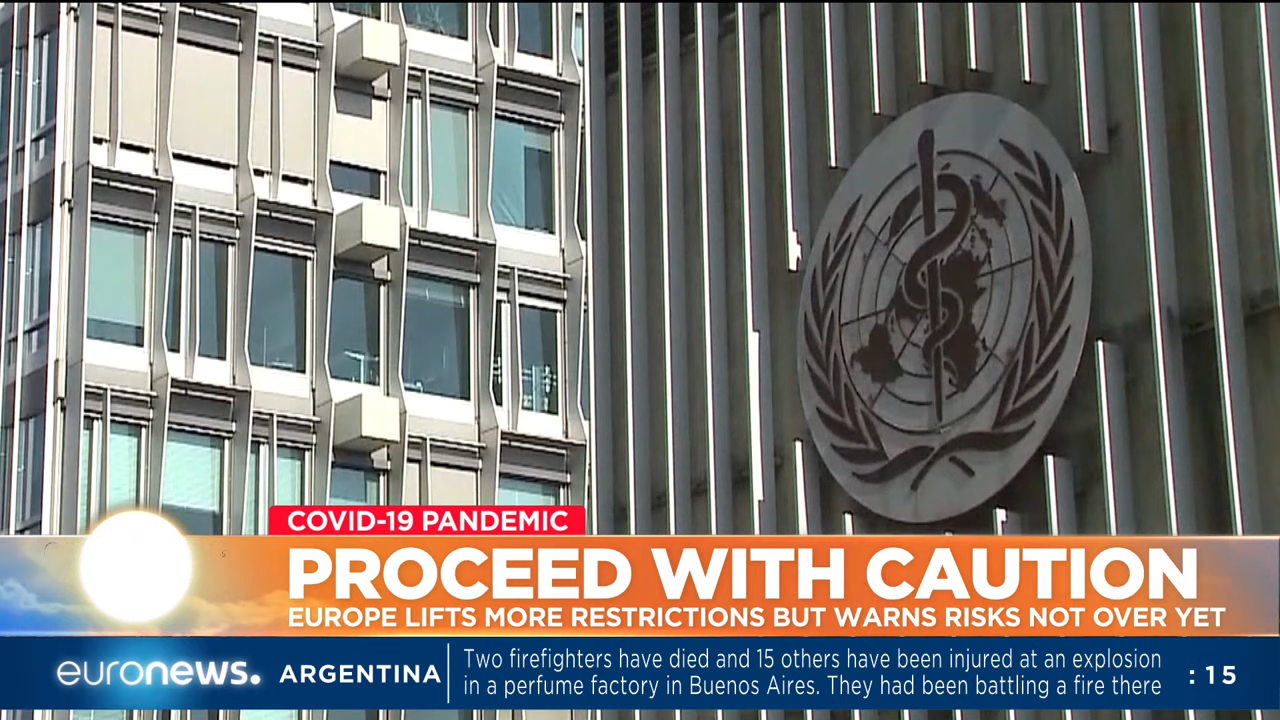 COVID-19 PANDEMIC
PROCEED WITH CAUTION
EUROPE LIFTS MORE RESTRICTIONS BUT WARNS RISKS NOT OVER YET
euronews.
ARGENTINA
Two firefighters have died and 15 others have been injured at an explosion
in a perfume factory in Buenos Aires. They had been battling a fire there
:15